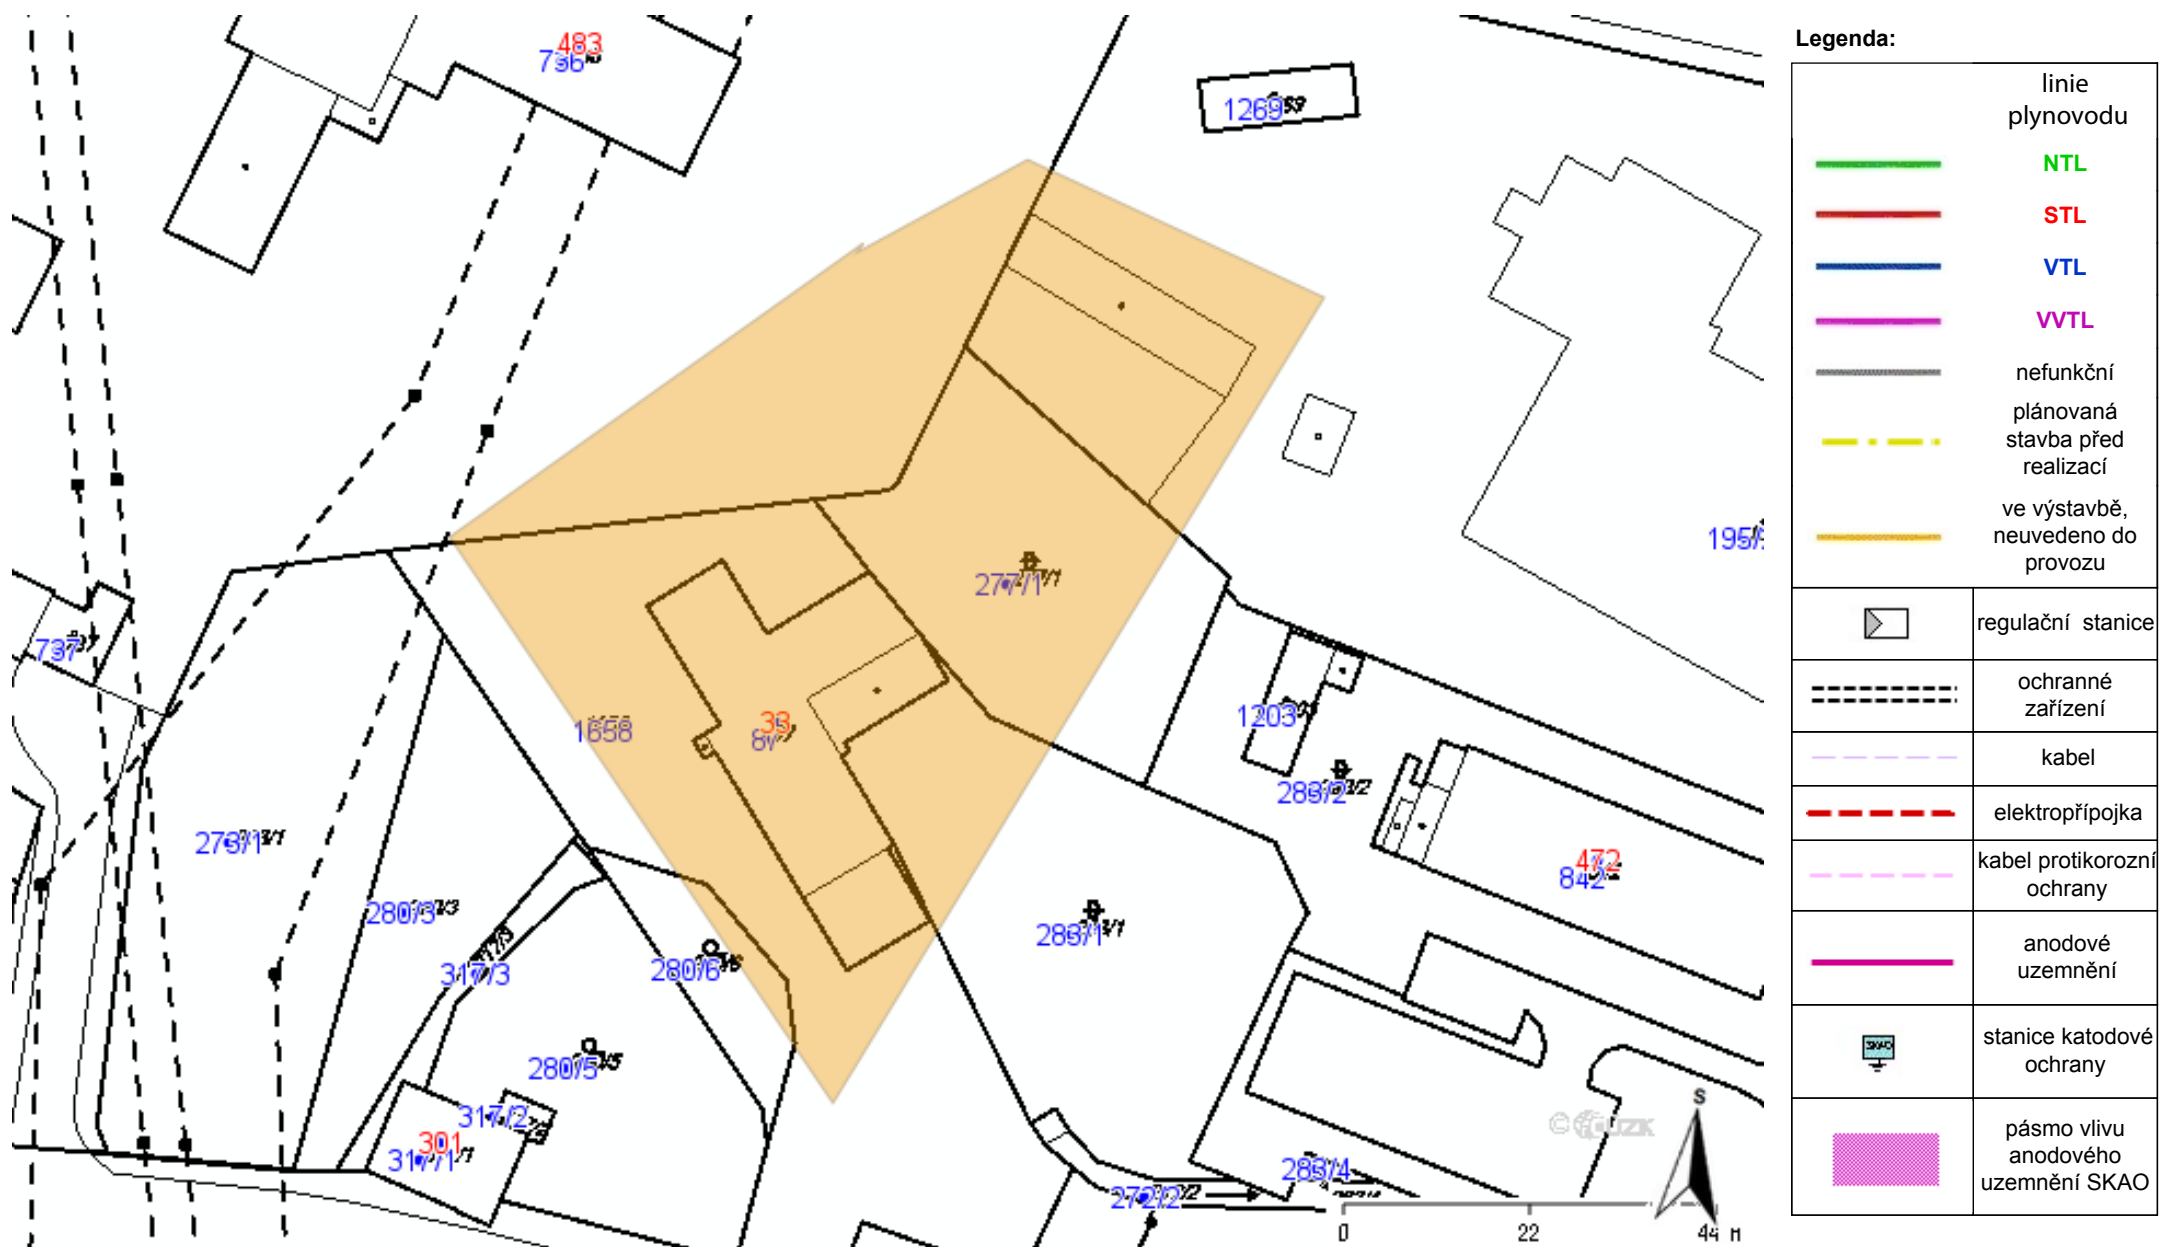 483
736
1269
195/
737
277/1
1658
33
87
1203
289/2
273/1
280/3
472
842
283/1
317/3
280/6
280/5
317/2
301
317/1
283/4
272/2
S
0
22
44 M
Legenda:
linie
plynovodu
NTL
STL
VTL
VVTL
nefunkční
plánovaná
stavba před
realizací
ve výstavbě,
neuvedeno do
provozu
regulační stanice
ochranné
zařízení
kabel
elektropřípojka
kabel protikorozní
ochrany
anodové
uzemnění
SKAO
stanice katodové
ochrany
pásmo vlivu
anodového
uzemnění SKAO